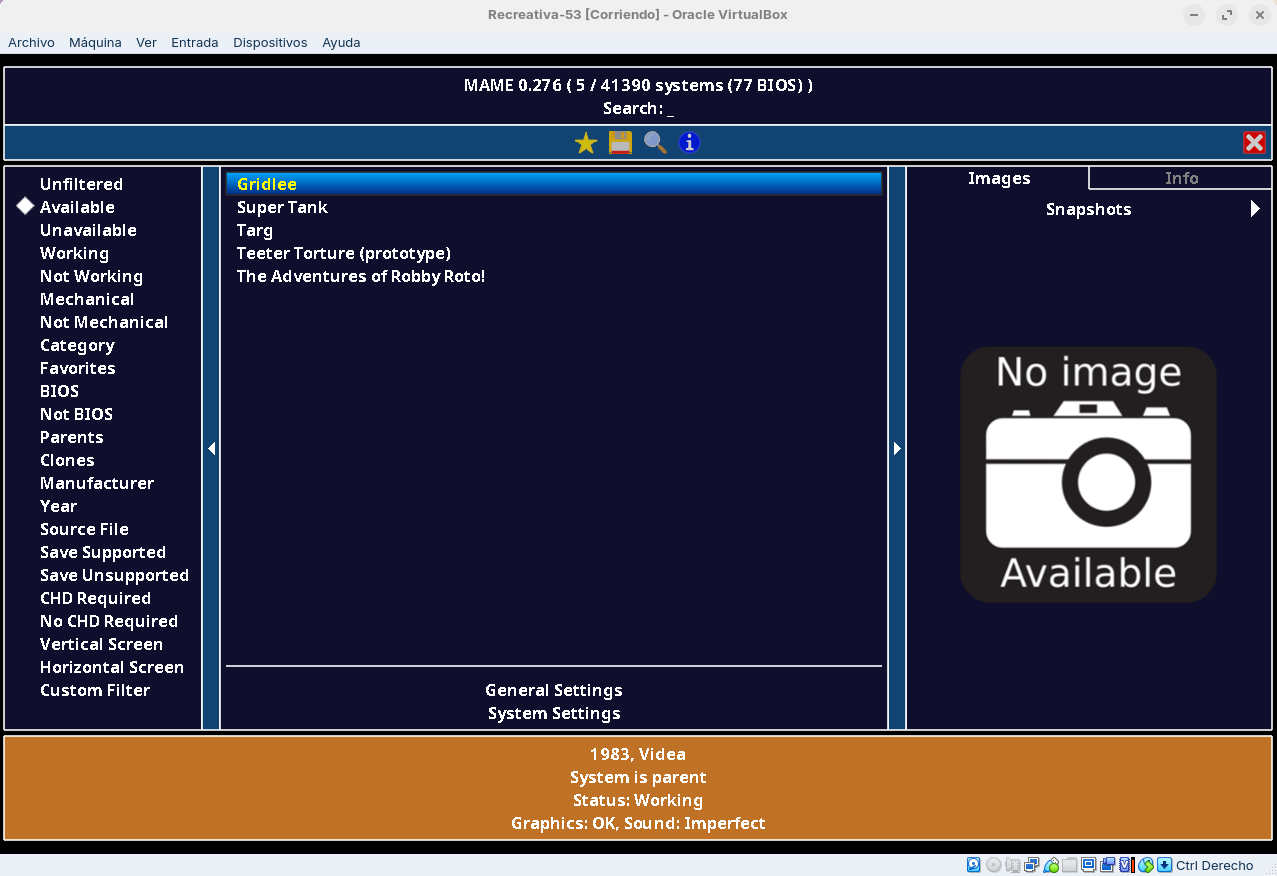 Recreativa-53 [Corriendo] - Oracle VirtualBox
Archivo Máquina Ver Entrada Dispositivos Ayuda
MAME 0.276 ( 5 / 41390 systems (77 BIOS) )
Search: _
Unfiltered
Available
Unavailable
Working
Not Working
Mechanical
Not Mechanical
Category
Favorites
BIOS
Not BIOS
Parents
Clones
Manufacturer
Year
Source File
Save Supported
Save Unsupported
CHD Required
No CHD Required
Vertical Screen
Horizontal Screen
Custom Filter
Gridlee
Super Tank
Targ
Teeter Torture (prototype)
The Adventures of Robby Roto!
General Settings
System Settings
Images Info
Snapshots
No image
Available
1983, Videa
System is parent
Status: Working
Graphics: OK, Sound: Imperfect
Ctrl Derecho